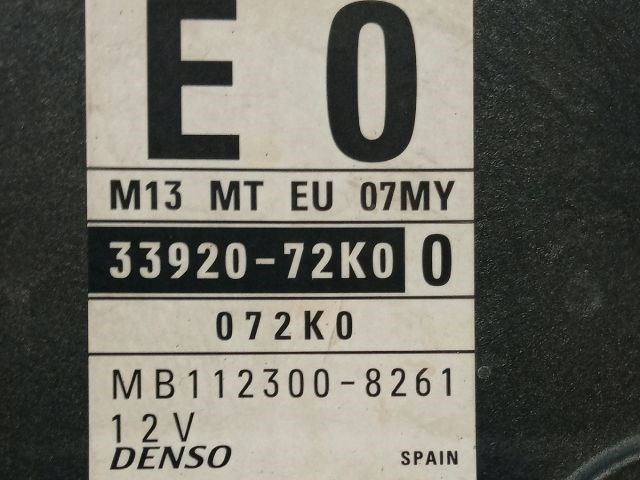 E 0
M13 MT EU 07MY
33920-72K0 0
072K0
MB112300-8261
12V
DENSO SPAIN